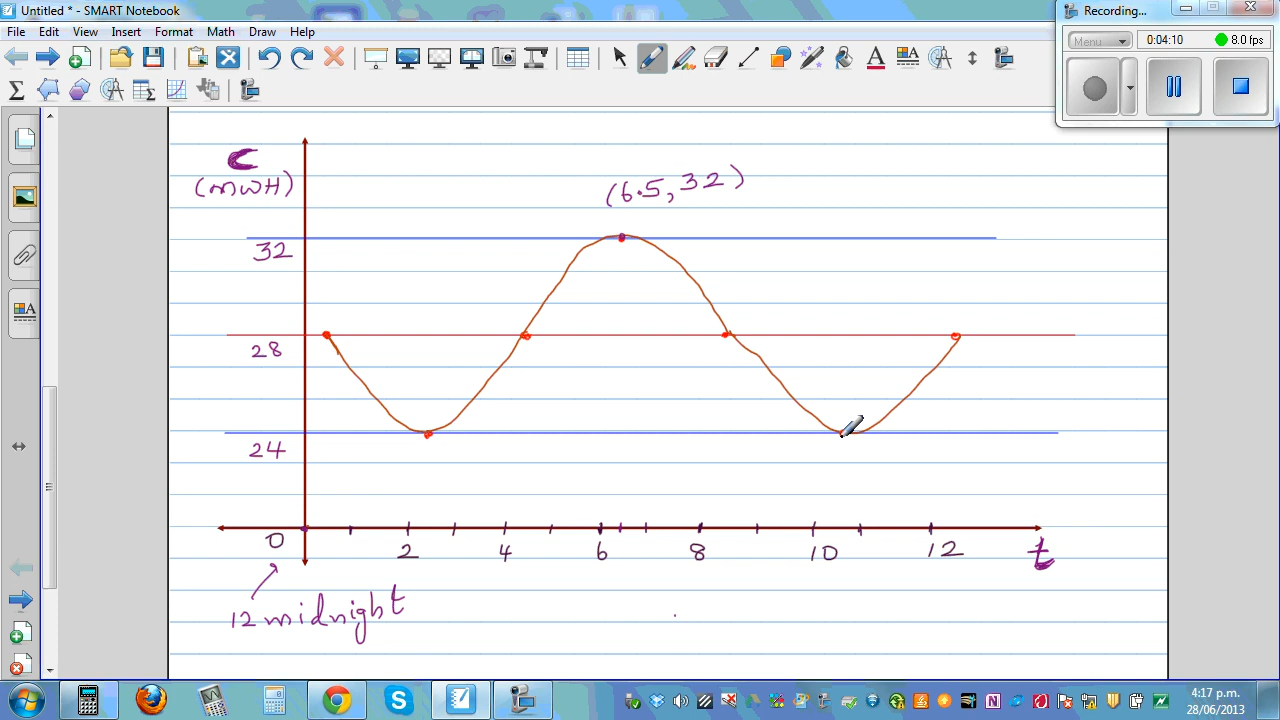 Untitled * - SMART Notebook
Recording...
File Edit View Insert Format Math Draw Help
Menu
0:04:10
8.0 fps
C
(mWH)
(6.5, 32)
32
28
24
0 2 4 6 8 10 12 t
12 midnight
4:17 p.m.
28/06/2013